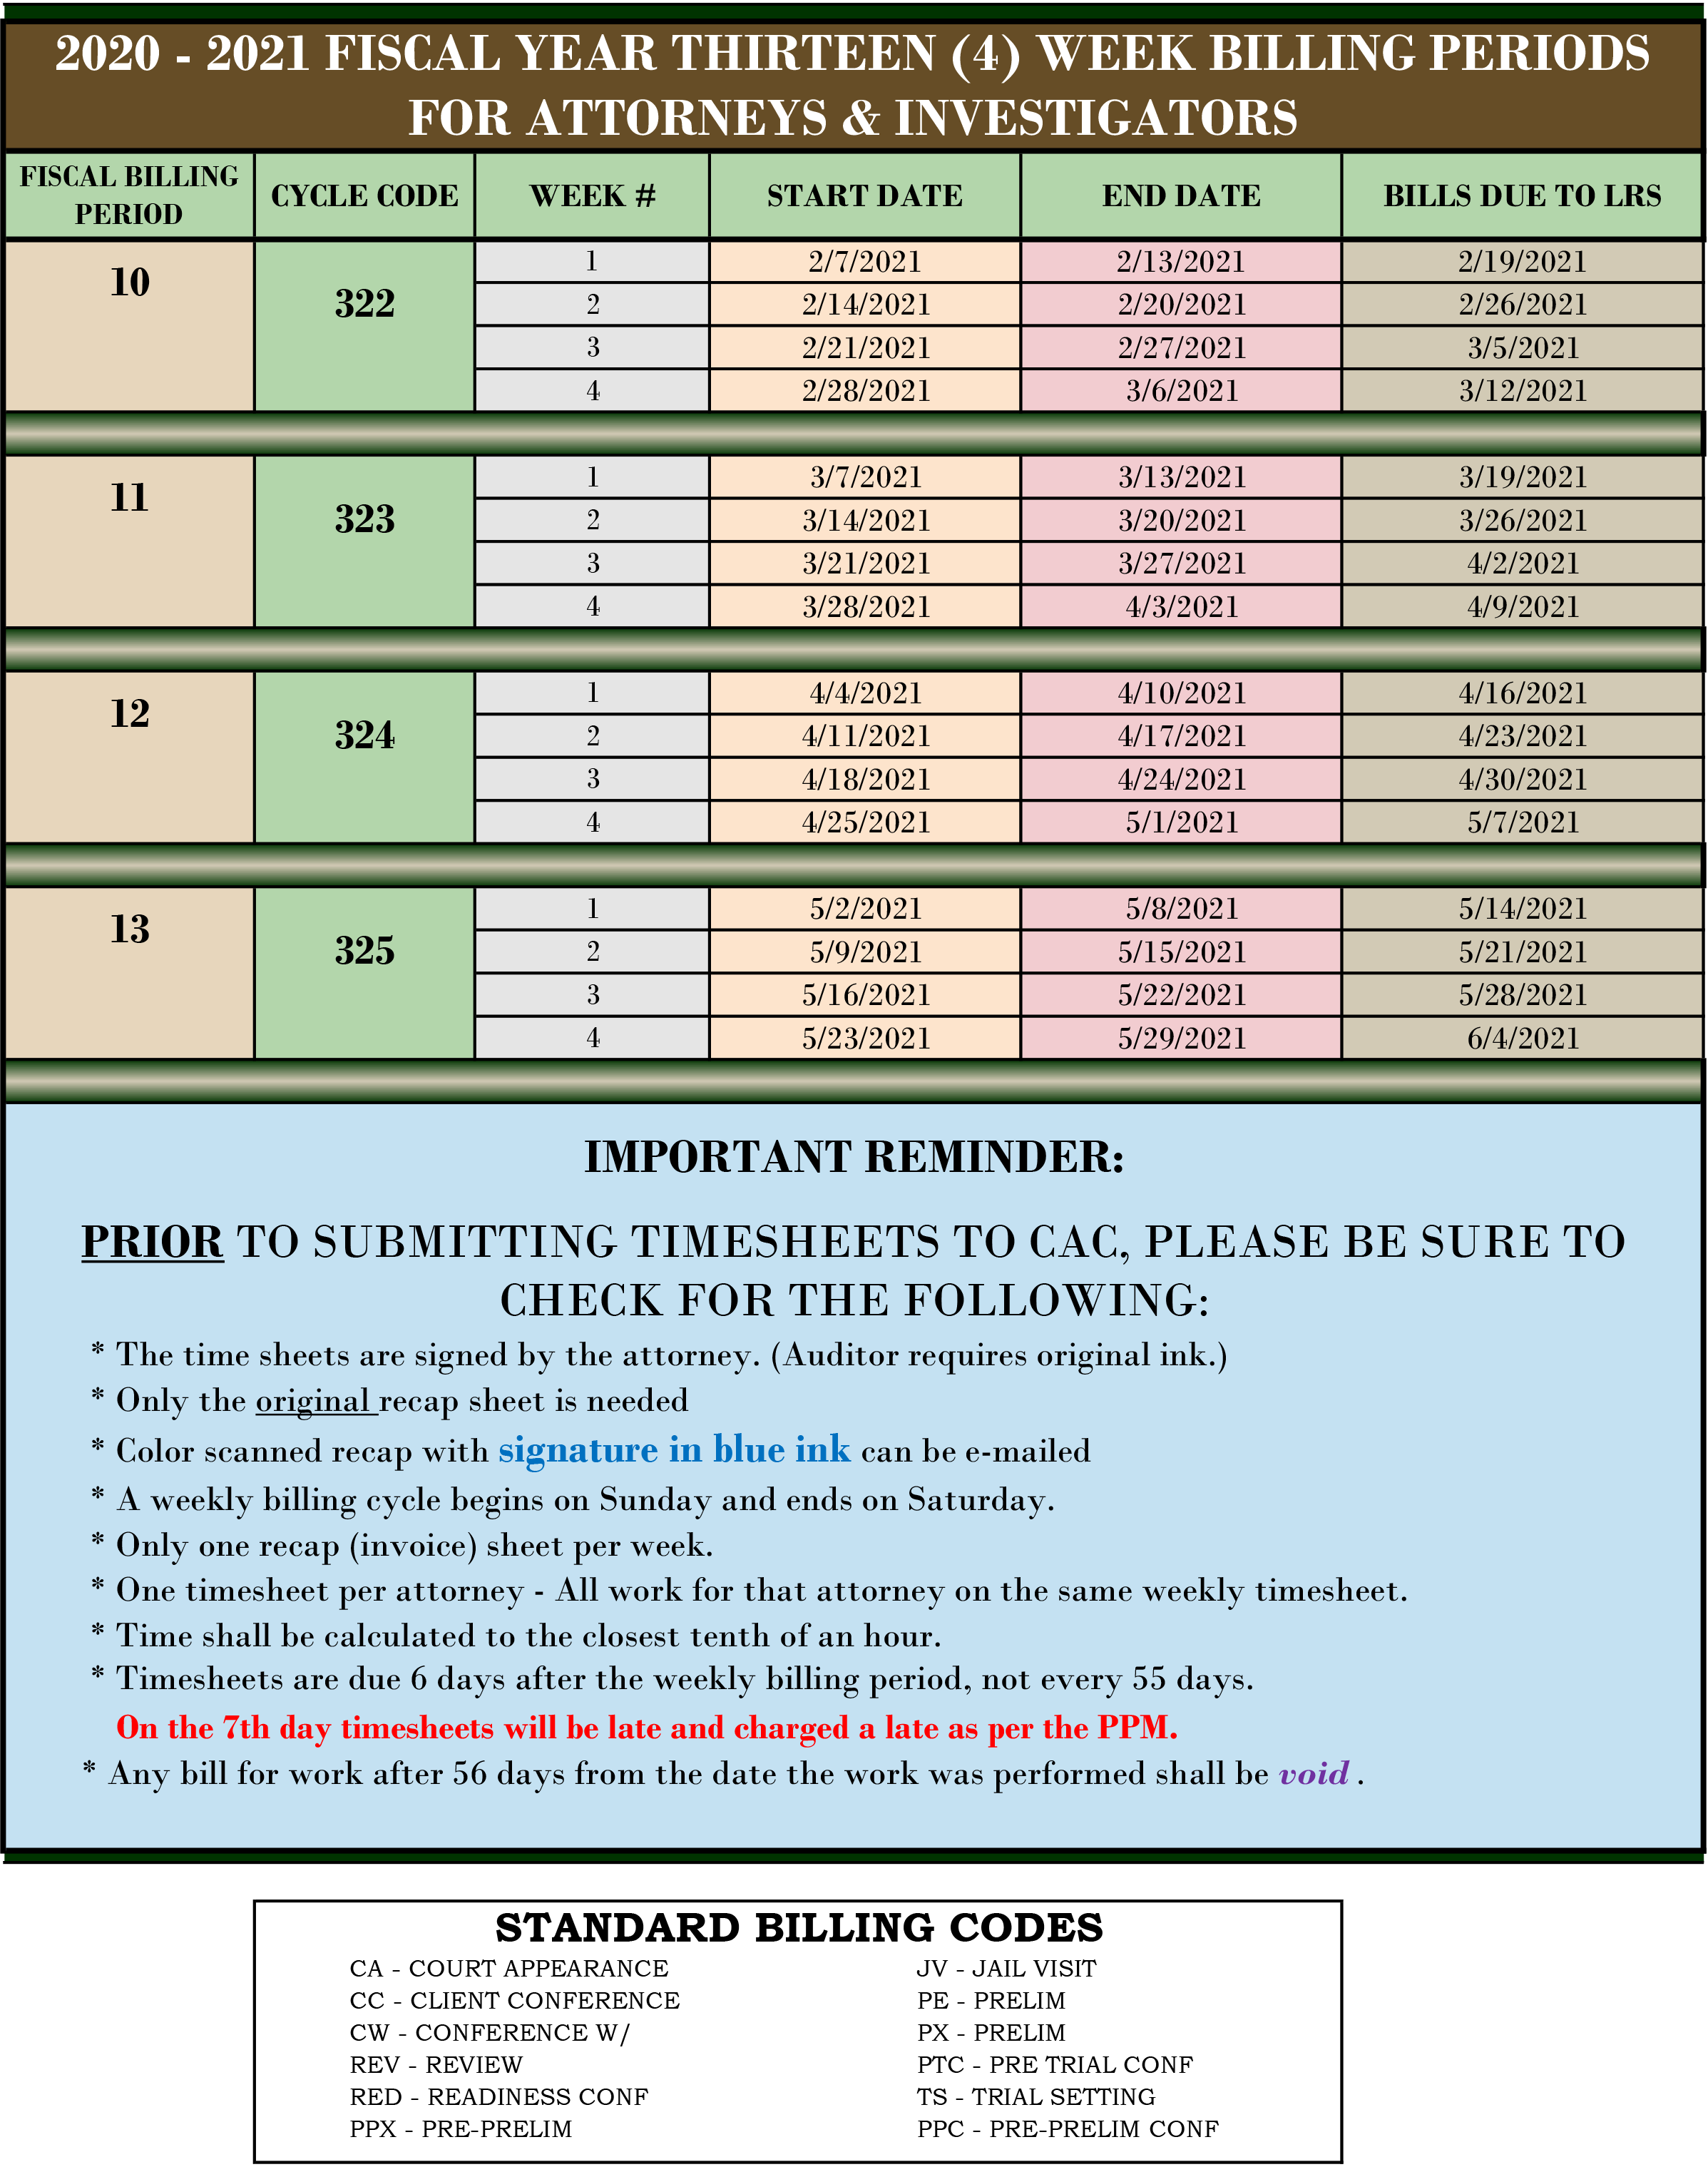 2020 - 2021 FISCAL YEAR THIRTEEN (4) WEEK BILLING PERIODS
FOR ATTORNEYS & INVESTIGATORS
FISCAL BILLING PERIOD CYCLE CODE WEEK # START DATE END DATE BILLS DUE TO LRS
10 322 1 2/7/2021 2/13/2021 2/19/2021
2 2/14/2021 2/20/2021 2/26/2021
3 2/21/2021 2/27/2021 3/5/2021
4 2/28/2021 3/6/2021 3/12/2021
11 323 1 3/7/2021 3/13/2021 3/19/2021
2 3/14/2021 3/20/2021 3/26/2021
3 3/21/2021 3/27/2021 4/2/2021
4 3/28/2021 4/3/2021 4/9/2021
12 324 1 4/4/2021 4/10/2021 4/16/2021
2 4/11/2021 4/17/2021 4/23/2021
3 4/18/2021 4/24/2021 4/30/2021
4 4/25/2021 5/1/2021 5/7/2021
13 325 1 5/2/2021 5/8/2021 5/14/2021
2 5/9/2021 5/15/2021 5/21/2021
3 5/16/2021 5/22/2021 5/28/2021
4 5/23/2021 5/29/2021 6/4/2021
IMPORTANT REMINDER:
PRIOR TO SUBMITTING TIMESHEETS TO CAC, PLEASE BE SURE TO
CHECK FOR THE FOLLOWING:
* The time sheets are signed by the attorney. (Auditor requires original ink.)
* Only the original recap sheet is needed
* Color scanned recap with signature in blue ink can be e-mailed
* A weekly billing cycle begins on Sunday and ends on Saturday.
* Only one recap (invoice) sheet per week.
* One timesheet per attorney - All work for that attorney on the same weekly timesheet.
* Time shall be calculated to the closest tenth of an hour.
* Timesheets are due 6 days after the weekly billing period, not every 55 days.
On the 7th day timesheets will be late and charged a late as per the PPM.
* Any bill for work after 56 days from the date the work was performed shall be void .
STANDARD BILLING CODES
CA - COURT APPEARANCE JV - JAIL VISIT
CC - CLIENT CONFERENCE PE - PRELIM
CW - CONFERENCE W/ PX - PRELIM
REV - REVIEW PTC - PRE TRIAL CONF
RED - READINESS CONF TS - TRIAL SETTING
PPX - PRE-PRELIM PPC - PRE-PRELIM CONF